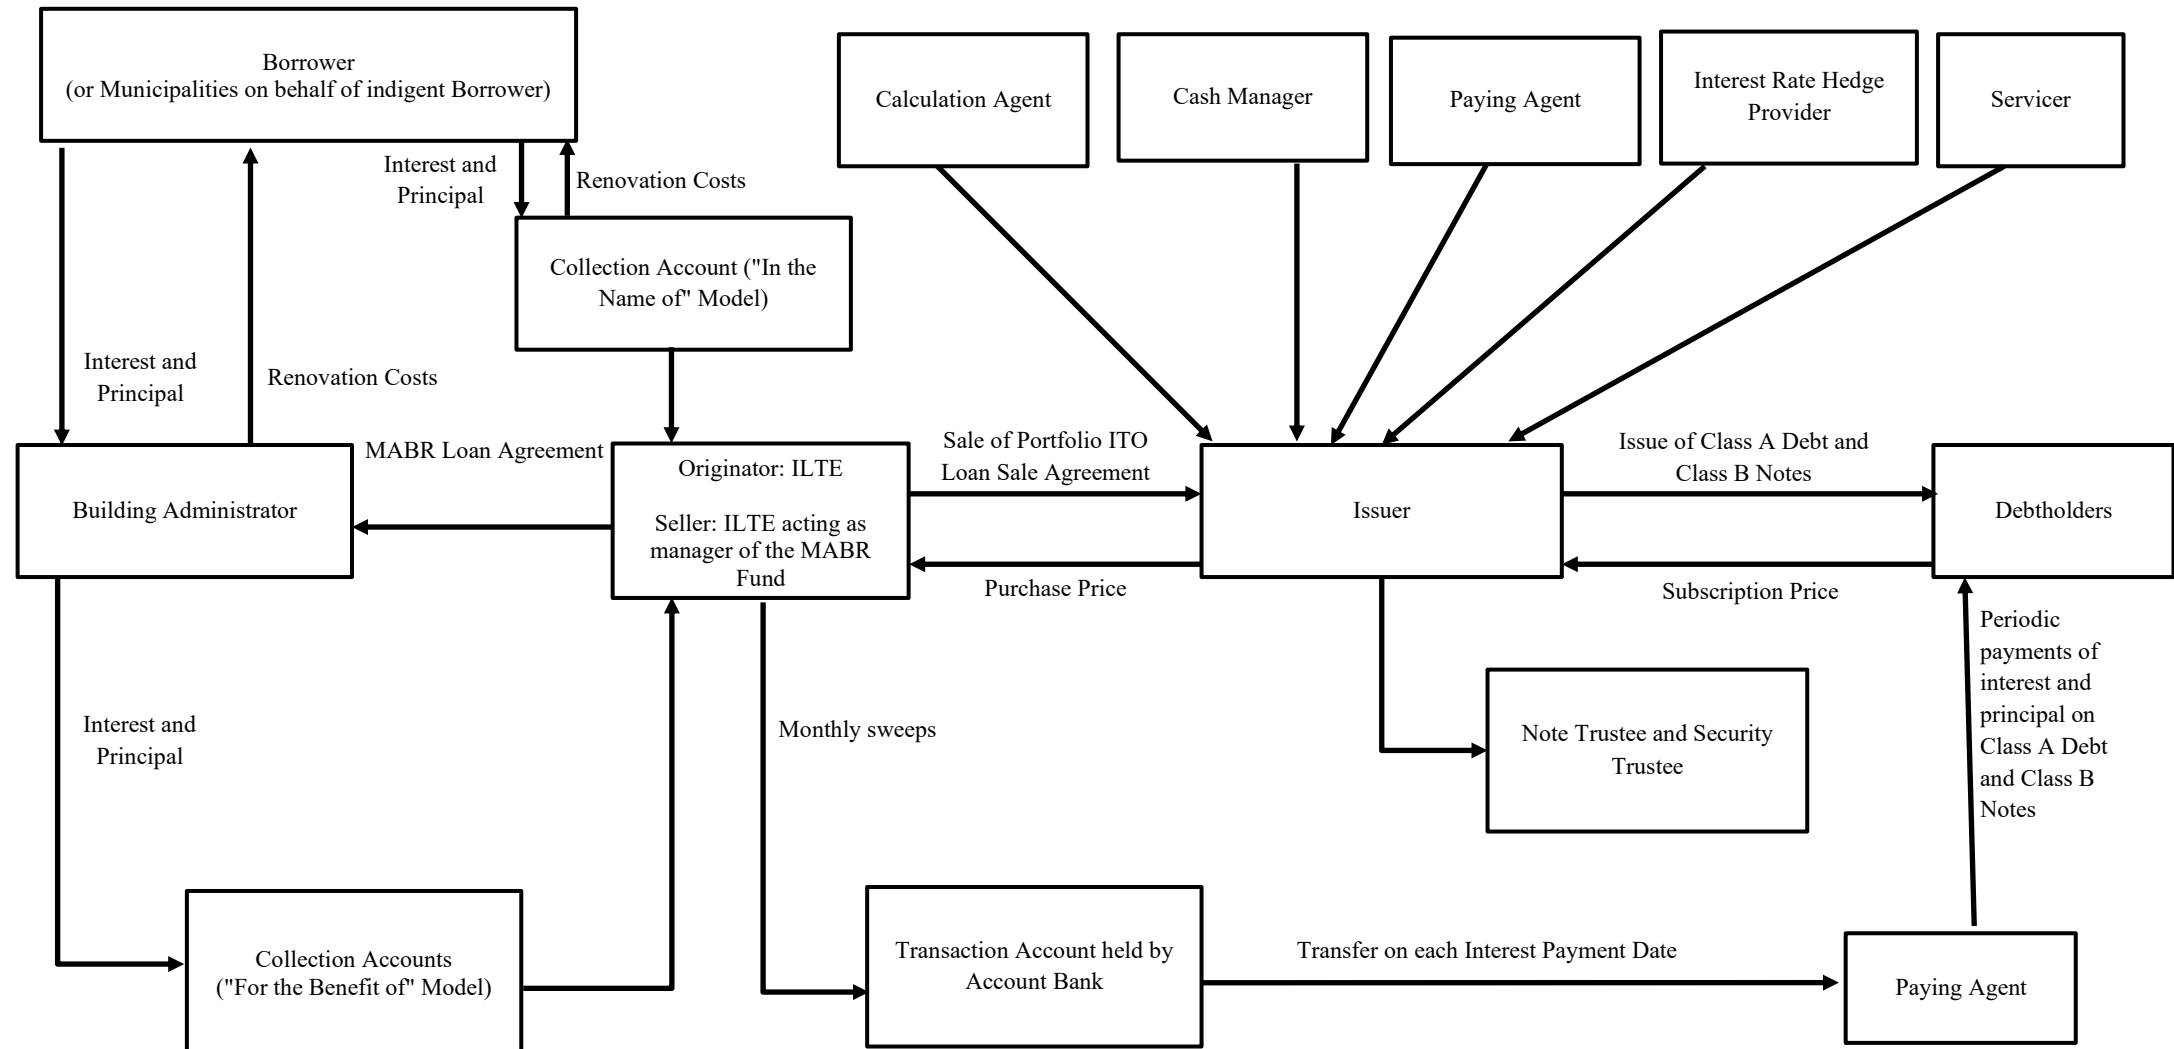 Borrower
(or Municipalities on behalf of indigent Borrower)
Calculation Agent
Cash Manager
Paying Agent
Interest Rate Hedge
Provider
Servicer
Interest and
Principal
Renovation Costs
Collection Account ("In the
Name of" Model)
Interest and
Principal
Renovation Costs
MABR Loan Agreement
Building Administrator
Originator: ILTE
Seller: ILTE acting as
manager of the MABR
Fund
Sale of Portfolio ITO
Loan Sale Agreement
Purchase Price
Issuer
Issue of Class A Debt and
Class B Notes
Subscription Price
Debtholders
Periodic
payments of
interest and
principal on
Class A Debt
and Class B
Notes
Interest and
Principal
Monthly sweeps
Note Trustee and Security
Trustee
Collection Accounts
("For the Benefit of" Model)
Transaction Account held by
Account Bank
Transfer on each Interest Payment Date
Paying Agent